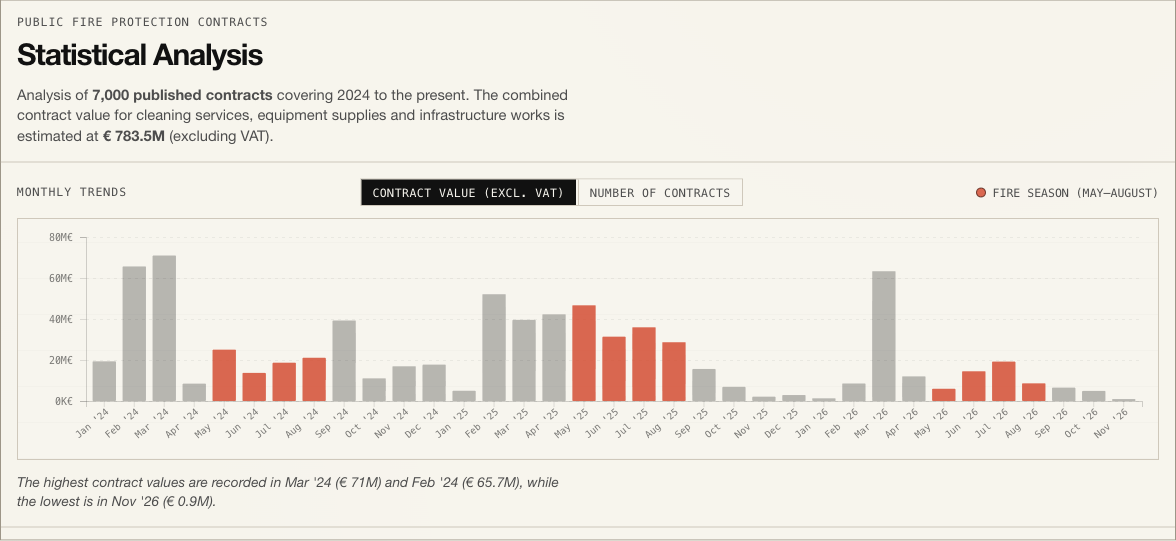 PUBLIC FIRE PROTECTION CONTRACTS
Statistical Analysis
Analysis of 7,000 published contracts covering 2024 to the present. The combined
contract value for cleaning services, equipment supplies and infrastructure works is
estimated at € 783.5M (excluding VAT).
MONTHLY TRENDS
CONTRACT VALUE (EXCL. VAT)
NUMBER OF CONTRACTS
FIRE SEASON (MAY–AUGUST)
80M€
60M€
40M€
20M€
0K€
Jan '24
Feb '24
Mar '24
Apr '24
May '24
Jun '24
Jul '24
Aug '24
Sep '24
Oct '24
Nov '24
Dec '24
Jan '25
Feb '25
Mar '25
Apr '25
May '25
Jun '25
Jul '25
Aug '25
Sep '25
Oct '25
Nov '25
Dec '25
Jan '26
Feb '26
Mar '26
Apr '26
May '26
Jun '26
Jul '26
Aug '26
Sep '26
Oct '26
Nov '26
The highest contract values are recorded in Mar '24 (€ 71M) and Feb '24 (€ 65.7M), while
the lowest is in Nov '26 (€ 0.9M).